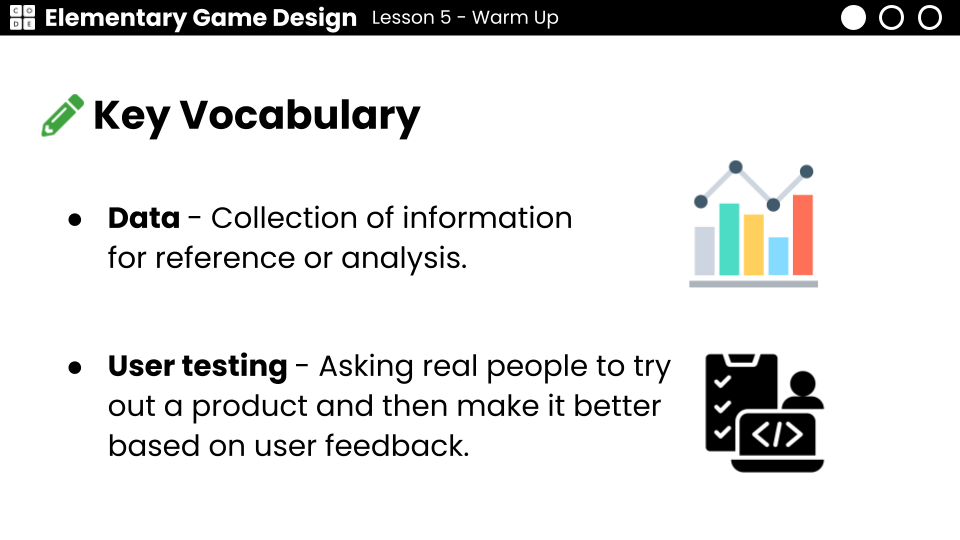 CODE
Elementary Game Design Lesson 5 - Warm Up
Key Vocabulary
● Data - Collection of information
for reference or analysis.
● User testing - Asking real people to try
out a product and then make it better
based on user feedback.
</>